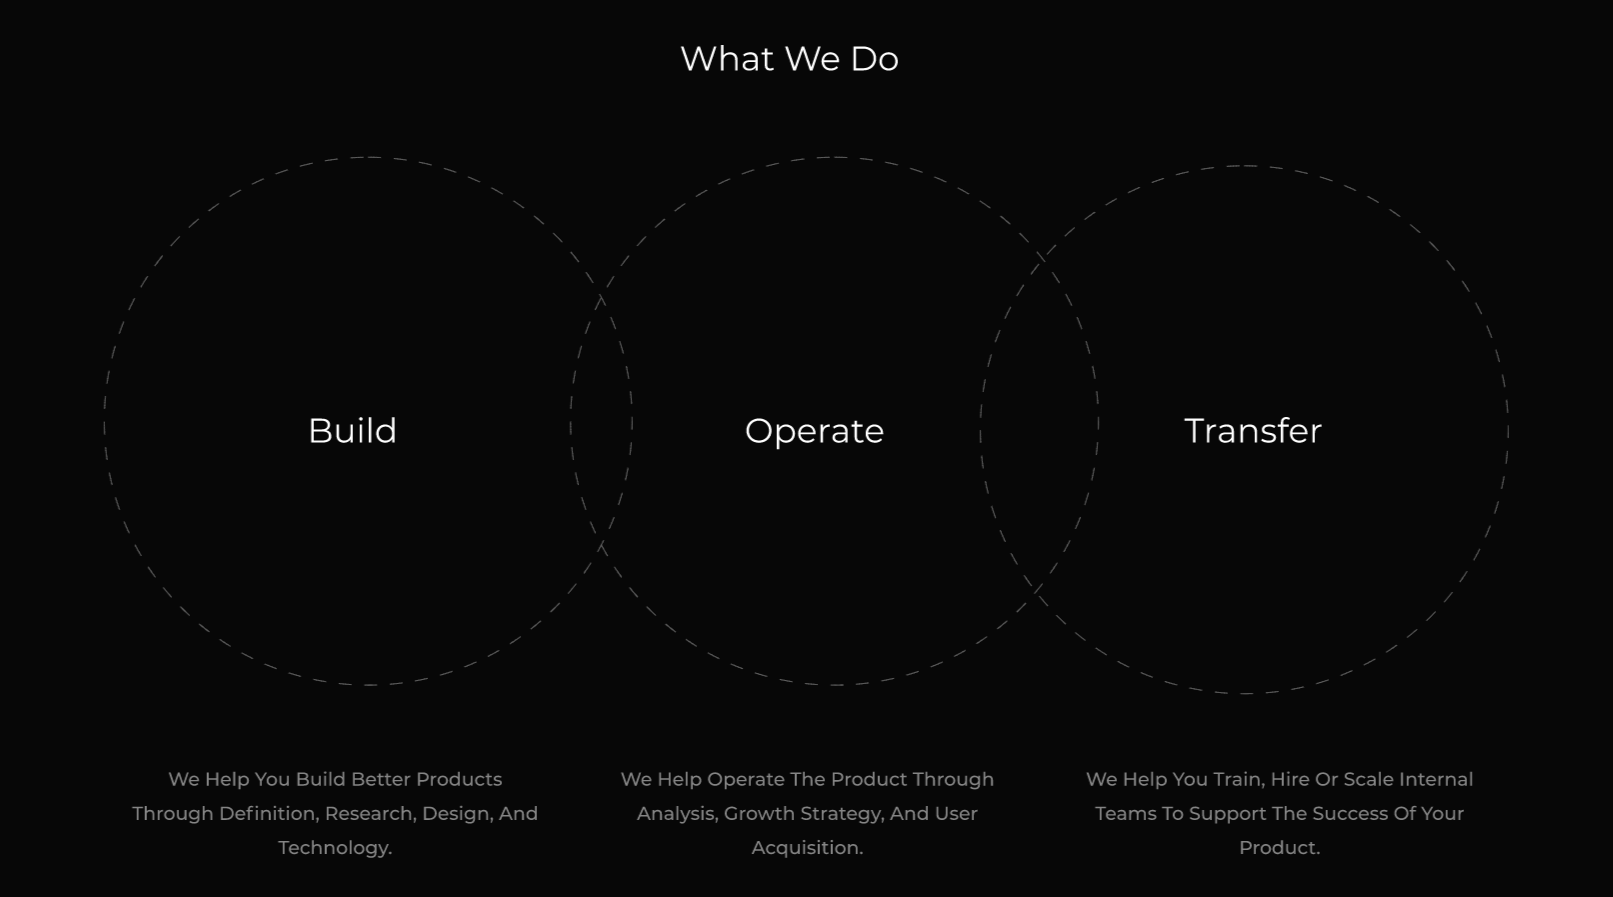 What We Do
Build
Operate
Transfer
We Help You Build Better Products
Through Definition, Research, Design, And
Technology.
We Help Operate The Product Through
Analysis, Growth Strategy, And User
Acquisition.
We Help You Train, Hire Or Scale Internal
Teams To Support The Success Of Your
Product.